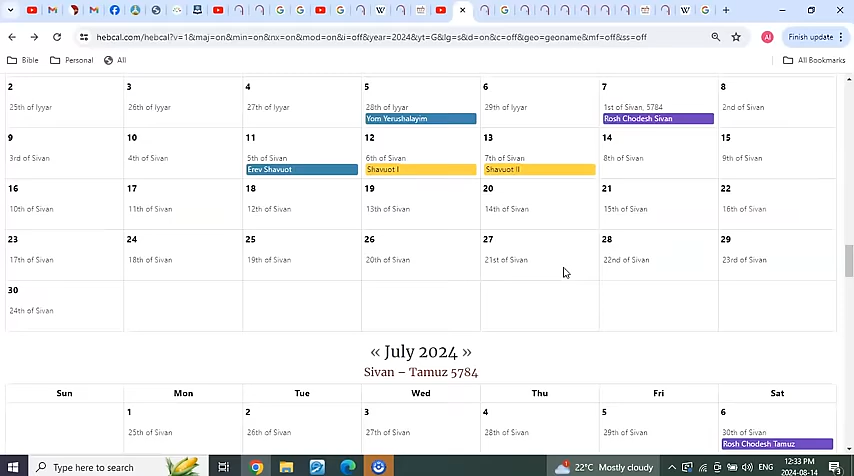 hebcal.com/hebcal?v=1&maj=on&min=on&nx=on&mod=on&i=off&year=2024&yt=G&lg=s&d=on&c=off&geo=geoname&mf=off&ss=off
AJ
Finish update
Bible
Personal
All
All Bookmarks
2 3 4 5 6 7 8
25th of Iyyar 26th of Iyyar 27th of Iyyar 28th of Iyyar 29th of Iyyar 1st of Sivan, 5784 2nd of Sivan
Yom Yerushalayim Rosh Chodesh Sivan
9 10 11 12 13 14 15
3rd of Sivan 4th of Sivan 5th of Sivan 6th of Sivan 7th of Sivan 8th of Sivan 9th of Sivan
Erev Shavuot Shavuot I Shavuot II
16 17 18 19 20 21 22
10th of Sivan 11th of Sivan 12th of Sivan 13th of Sivan 14th of Sivan 15th of Sivan 16th of Sivan
23 24 25 26 27 28 29
17th of Sivan 18th of Sivan 19th of Sivan 20th of Sivan 21st of Sivan 22nd of Sivan 23rd of Sivan
30
24th of Sivan
« July 2024 »
Sivan – Tamuz 5784
Sun Mon Tue Wed Thu Fri Sat
1 2 3 4 5 6
25th of Sivan 26th of Sivan 27th of Sivan 28th of Sivan 29th of Sivan 30th of Sivan
Rosh Chodesh Tamuz
Type here to search
22°C Mostly cloudy
ENG
12:33 PM
2024-08-14